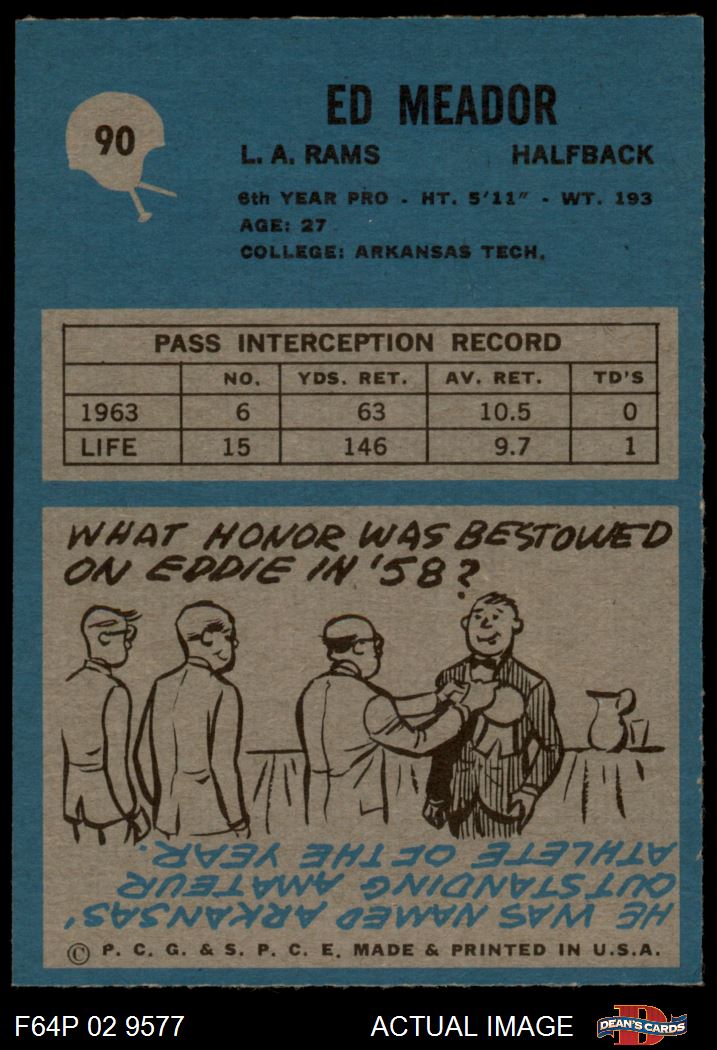 90
ED MEADOR
L. A. RAMS HALFBACK
6th YEAR PRO - HT. 5'11" - WT. 193
AGE: 27
COLLEGE: ARKANSAS TECH.
PASS INTERCEPTION RECORD
NO. YDS. RET. AV. RET. TD'S
1963 6 63 10.5 0
LIFE 15 146 9.7 1
WHAT HONOR WAS BESTOWED
ON EDDIE IN '58?
HE WAS NAMED ARKANSAS'
OUTSTANDING AMATEUR
ATHLETE OF THE YEAR.
© P. C. G. & S. P. C. E. MADE & PRINTED IN U.S.A.
F64P 02 9577 ACTUAL IMAGE
D
DEAN'S CARDS